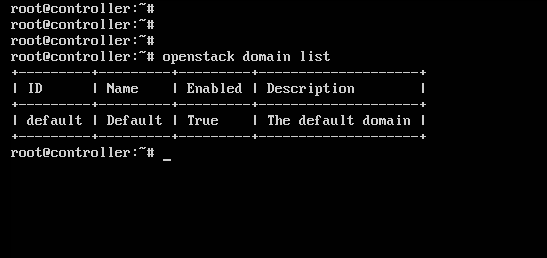 root@controller:~#
root@controller:~#
root@controller:~#
root@controller:~# openstack domain list
+---------+---------+---------+--------------------+
| ID      | Name    | Enabled | Description        |
+---------+---------+---------+--------------------+
| default | Default | True    | The default domain |
+---------+---------+---------+--------------------+
root@controller:~# _